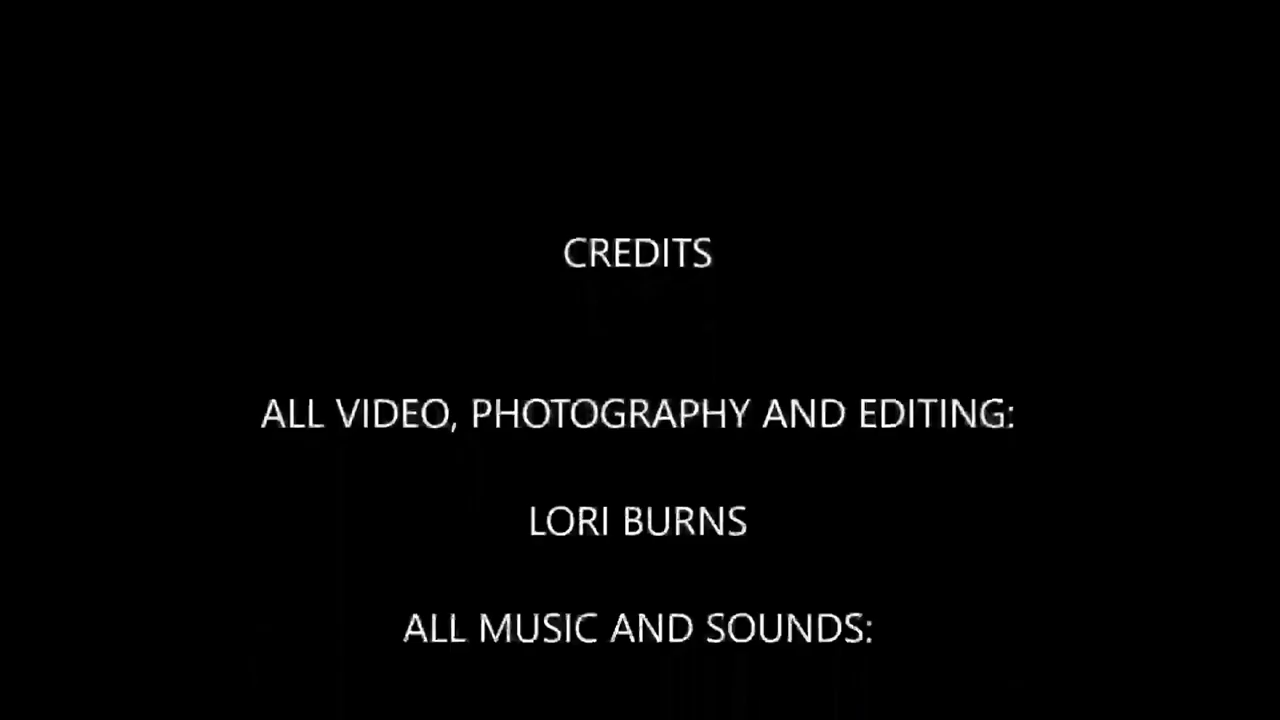 CREDITS
ALL VIDEO, PHOTOGRAPHY AND EDITING:
LORI BURNS
ALL MUSIC AND SOUNDS: